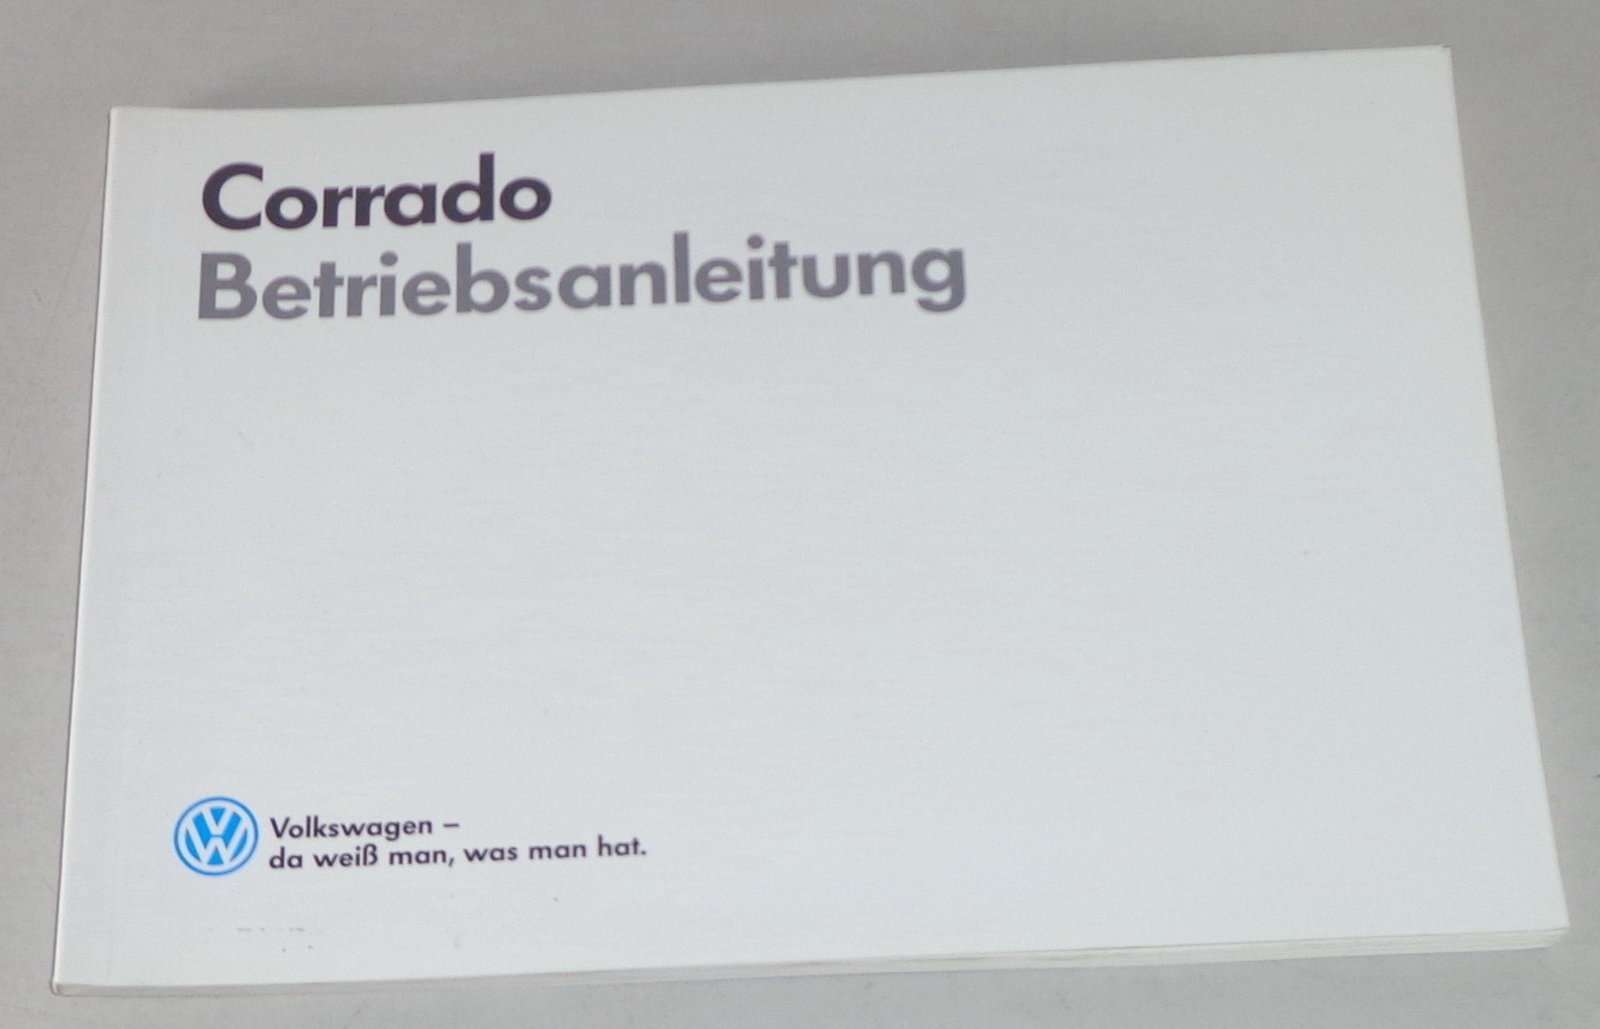 Corrado
Betriebsanleitung
Volkswagen –
da weiß man, was man hat.